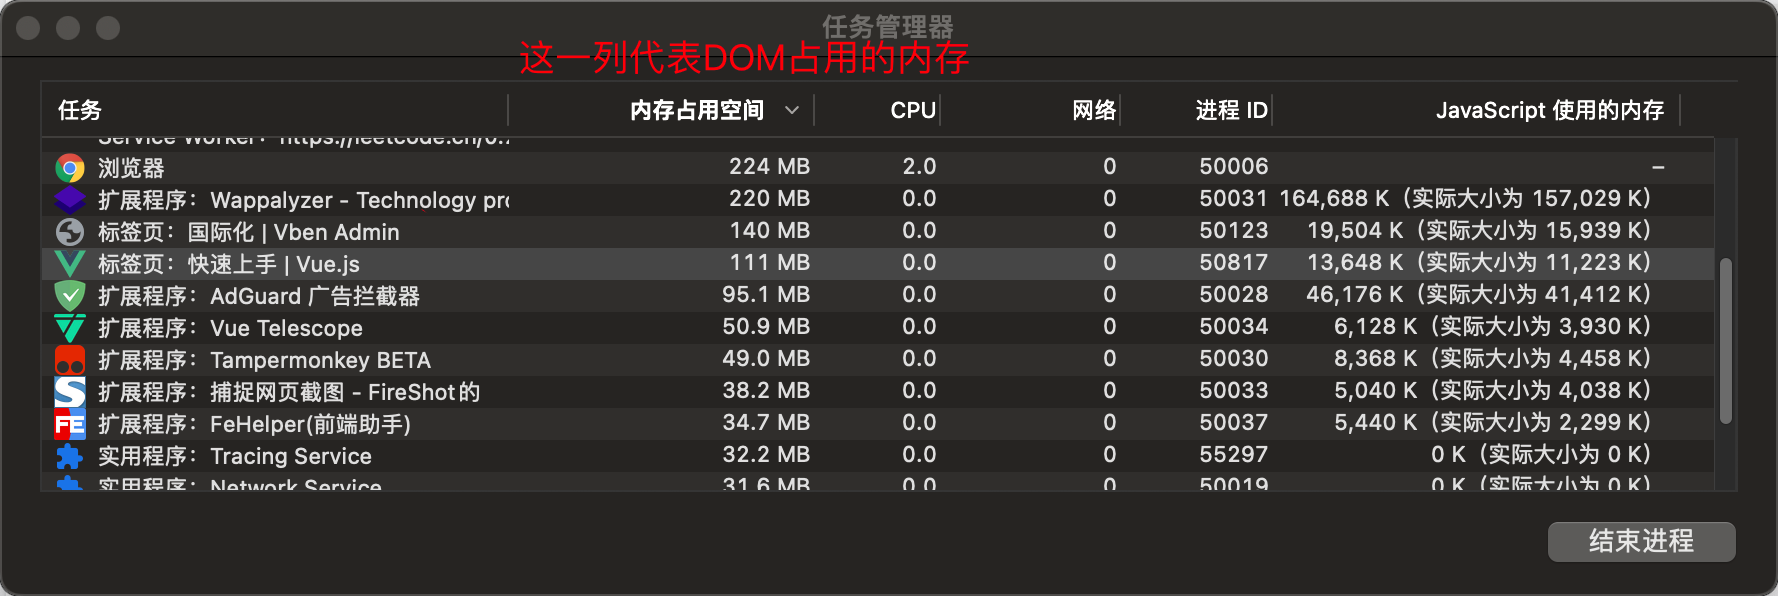 任务管理器
这一列代表DOM占用的内存
任务 内存占用空间 CPU 网络 进程 ID JavaScript 使用的内存
Service Worker: https://leetcode.cn/
浏览器 224 MB 2.0 0 50006 –
扩展程序：Wappalyzer - Technology pro 220 MB 0.0 0 50031 164,688 K（实际大小为 157,029 K）
标签页：国际化 | Vben Admin 140 MB 0.0 0 50123 19,504 K（实际大小为 15,939 K）
标签页：快速上手 | Vue.js 111 MB 0.0 0 50817 13,648 K（实际大小为 11,223 K）
扩展程序：AdGuard 广告拦截器 95.1 MB 0.0 0 50028 46,176 K（实际大小为 41,412 K）
扩展程序：Vue Telescope 50.9 MB 0.0 0 50034 6,128 K（实际大小为 3,930 K）
扩展程序：Tampermonkey BETA 49.0 MB 0.0 0 50030 8,368 K（实际大小为 4,458 K）
扩展程序：捕捉网页截图 - FireShot的 38.2 MB 0.0 0 50033 5,040 K（实际大小为 4,038 K）
FE 扩展程序：FeHelper(前端助手) 34.7 MB 0.0 0 50037 5,440 K（实际大小为 2,299 K）
实用程序：Tracing Service 32.2 MB 0.0 0 55297 0 K（实际大小为 0 K）
实用程序：Network Service 31.6 MB 0.0 0 50019 0 K（实际大小为 0 K）
结束进程